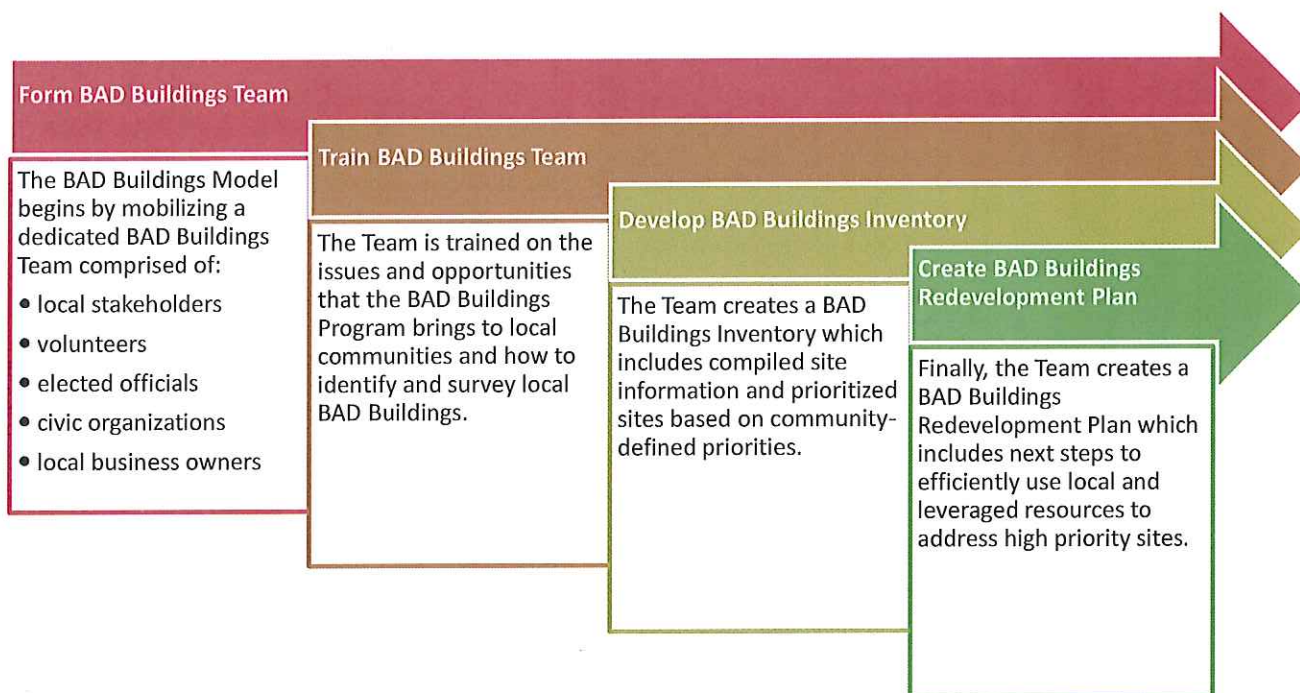 Form BAD Buildings Team
The BAD Buildings Model
begins by mobilizing a
dedicated BAD Buildings
Team comprised of:
• local stakeholders
• volunteers
• elected officials
• civic organizations
• local business owners
Train BAD Buildings Team
The Team is trained on the
issues and opportunities
that the BAD Buildings
Program brings to local
communities and how to
identify and survey local
BAD Buildings.
Develop BAD Buildings Inventory
The Team creates a BAD
Buildings Inventory which
includes compiled site
information and prioritized
sites based on community-
defined priorities.
Create BAD Buildings
Redevelopment Plan
Finally, the Team creates a
BAD Buildings
Redevelopment Plan which
includes next steps to
efficiently use local and
leveraged resources to
address high priority sites.